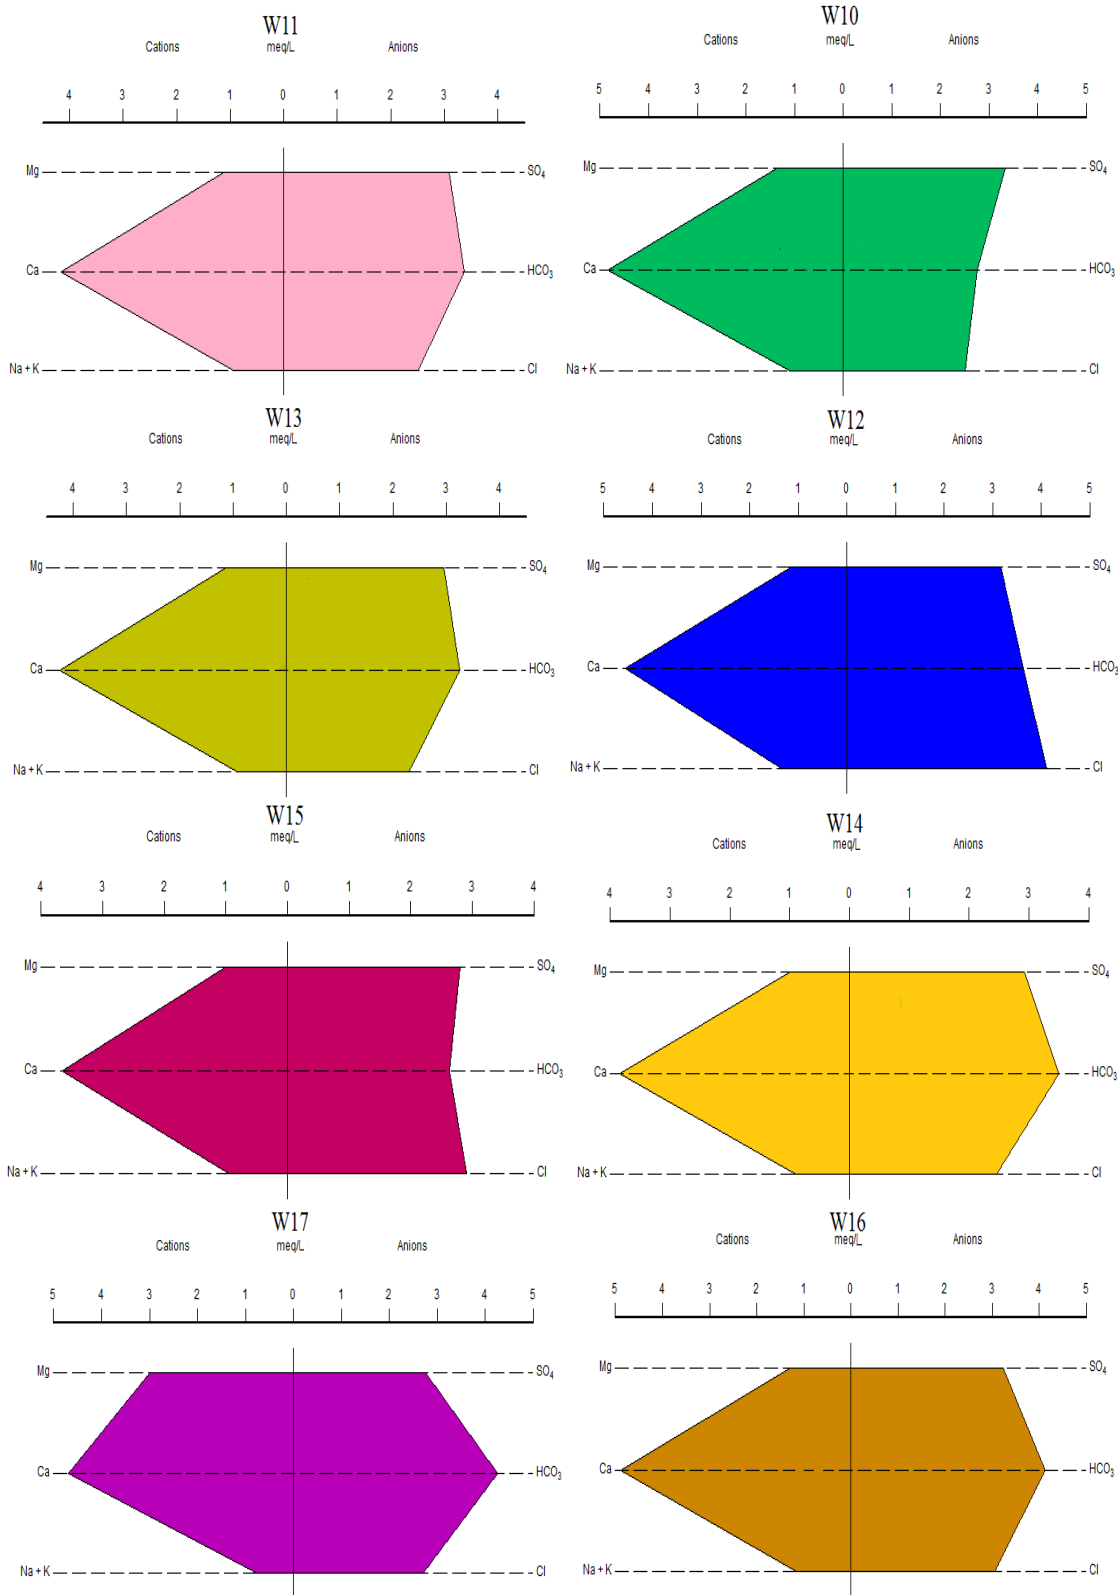 W11
Cations meq/L Anions
4 3 2 1 0 1 2 3 4
Mg SO₄
Ca HCO₃
Na + K Cl
W10
Cations meq/L Anions
5 4 3 2 1 0 1 2 3 4 5
Mg SO₄
Ca HCO₃
Na + K Cl
W13
Cations meq/L Anions
4 3 2 1 0 1 2 3 4
Mg SO₄
Ca HCO₃
Na + K Cl
W12
Cations meq/L Anions
5 4 3 2 1 0 1 2 3 4 5
Mg SO₄
Ca HCO₃
Na + K Cl
W15
Cations meq/L Anions
4 3 2 1 0 1 2 3 4
Mg SO₄
Ca HCO₃
Na + K Cl
W14
Cations meq/L Anions
4 3 2 1 0 1 2 3 4
Mg SO₄
Ca HCO₃
Na + K Cl
W17
Cations meq/L Anions
5 4 3 2 1 0 1 2 3 4 5
Mg SO₄
Ca HCO₃
Na + K Cl
W16
Cations meq/L Anions
5 4 3 2 1 0 1 2 3 4 5
Mg SO₄
Ca HCO₃
Na + K Cl